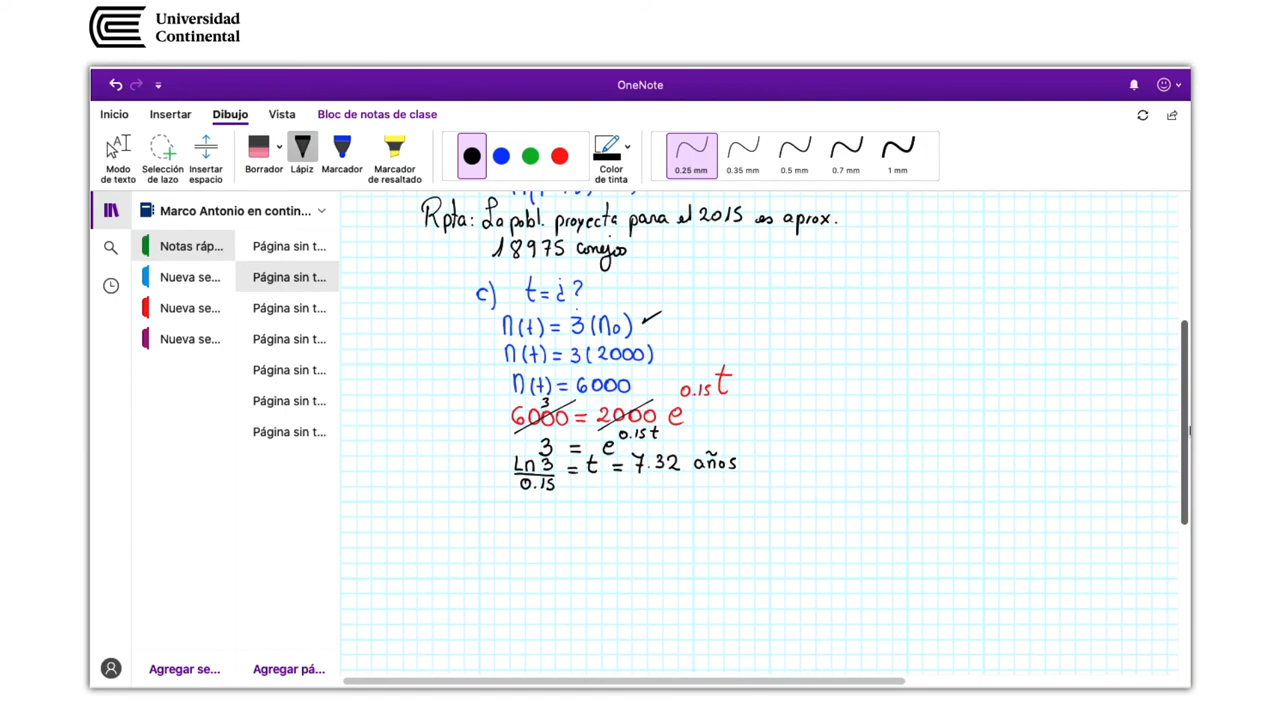 Universidad
Continental
OneNote
Inicio Insertar Dibujo Vista Bloc de notas de clase
Modo de texto
Selección de lazo
Insertar espacio
Borrador
Lápiz
Marcador
Marcador de resaltado
Color de tinta
0.25 mm
0.35 mm
0.5 mm
0.7 mm
1 mm
Marco Antonio en contin...
Notas ráp...
Nueva se...
Nueva se...
Nueva se...
Página sin t...
Página sin t...
Página sin t...
Página sin t...
Página sin t...
Página sin t...
Página sin t...
Agregar se...
Agregar pá...
Rpta: La pobl. proyecta para el 2015 es aprox.
18975 conejos
c) t = ¿?
n(t) = 3(n₀) ✓
n(t) = 3(2000)
n(t) = 6000
3
6000 = 2000 e^0.15t
3 = e^0.15t
Ln 3 / 0.15 = t = 7.32 años